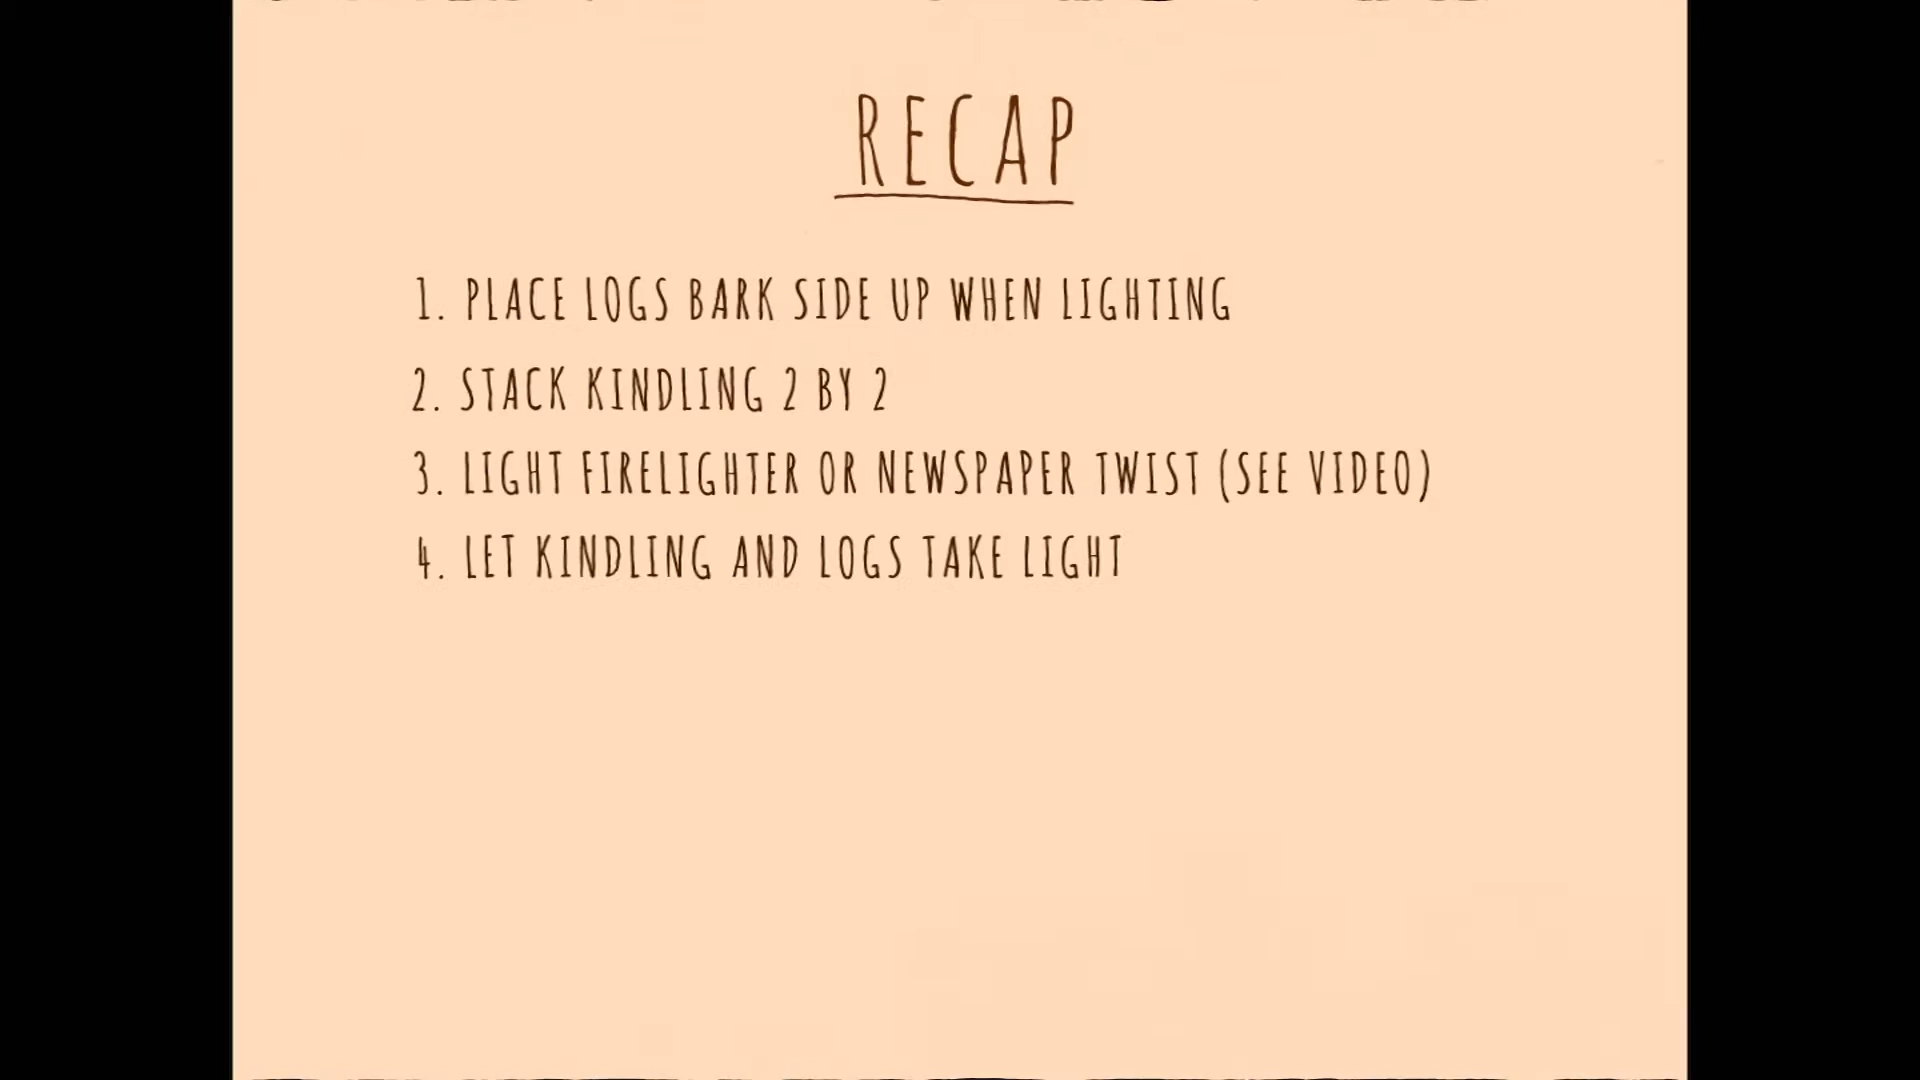 RECAP
1. PLACE LOGS BARK SIDE UP WHEN LIGHTING
2. STACK KINDLING 2 BY 2
3. LIGHT FIRELIGHTER OR NEWSPAPER TWIST (SEE VIDEO)
4. LET KINDLING AND LOGS TAKE LIGHT